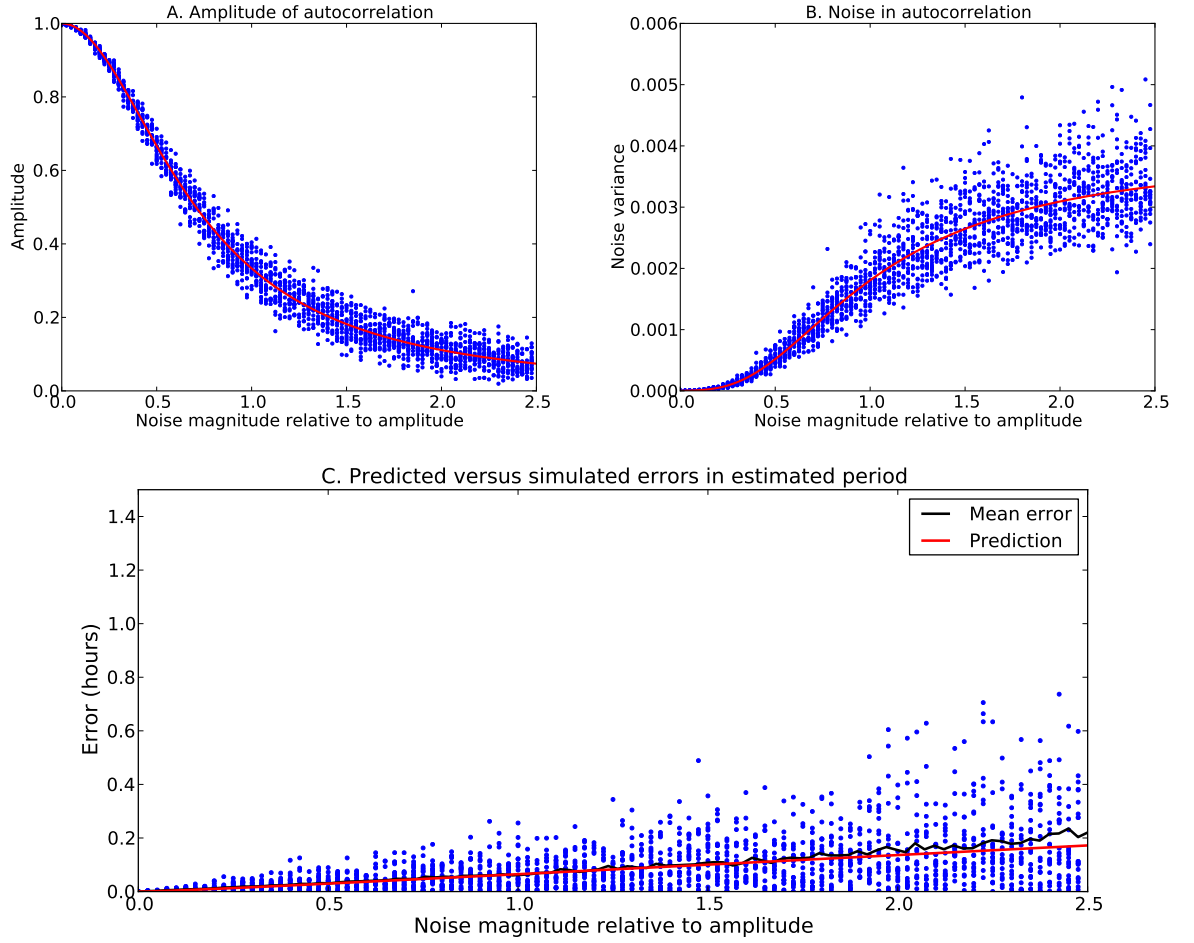 A. Amplitude of autocorrelation
1.0
0.8
0.6
0.4
0.2
0.0
Amplitude
0.0 0.5 1.0 1.5 2.0 2.5
Noise magnitude relative to amplitude
B. Noise in autocorrelation
0.006
0.005
0.004
0.003
0.002
0.001
0.000
Noise variance
0.0 0.5 1.0 1.5 2.0 2.5
Noise magnitude relative to amplitude
C. Predicted versus simulated errors in estimated period
1.4
1.2
1.0
0.8
0.6
0.4
0.2
0.0
Error (hours)
Mean error
Prediction
0.0 0.5 1.0 1.5 2.0 2.5
Noise magnitude relative to amplitude